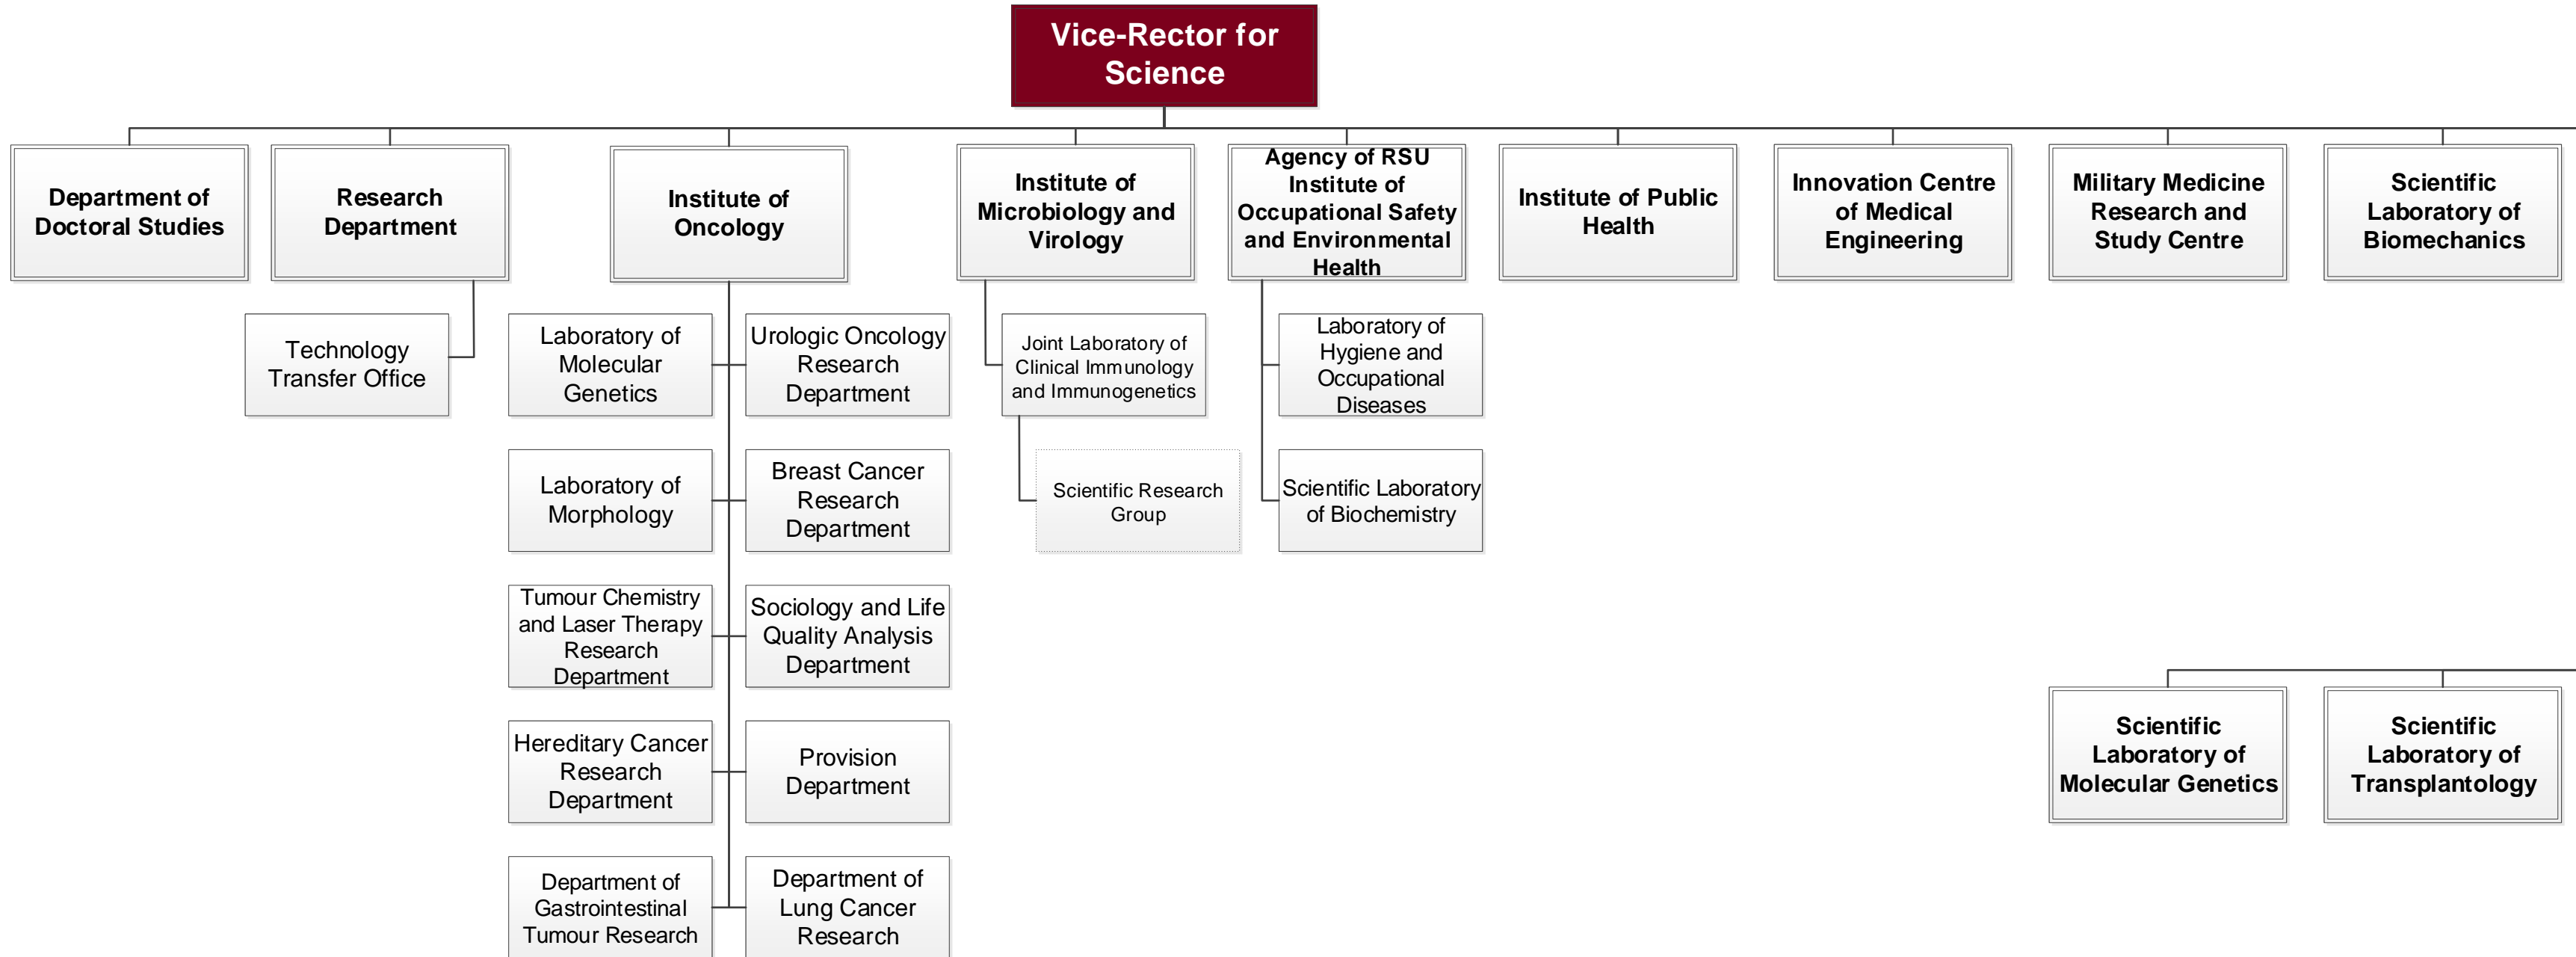 Vice-Rector for
Science
Department of
Doctoral Studies
Research
Department
Institute of
Oncology
Institute of
Microbiology and
Virology
Agency of RSU
Institute of
Occupational Safety
and Environmental
Health
Institute of Public
Health
Innovation Centre
of Medical
Engineering
Military Medicine
Research and
Study Centre
Scientific
Laboratory of
Biomechanics
Technology
Transfer Office
Laboratory of
Molecular
Genetics
Urologic Oncology
Research
Department
Joint Laboratory of
Clinical Immunology
and Immunogenetics
Laboratory of
Hygiene and
Occupational
Diseases
Laboratory of
Morphology
Breast Cancer
Research
Department
Scientific Research
Group
Scientific Laboratory
of Biochemistry
Tumour Chemistry
and Laser Therapy
Research
Department
Sociology and Life
Quality Analysis
Department
Hereditary Cancer
Research
Department
Provision
Department
Scientific
Laboratory of
Molecular Genetics
Scientific
Laboratory of
Transplantology
Department of
Gastrointestinal
Tumour Research
Department of
Lung Cancer
Research